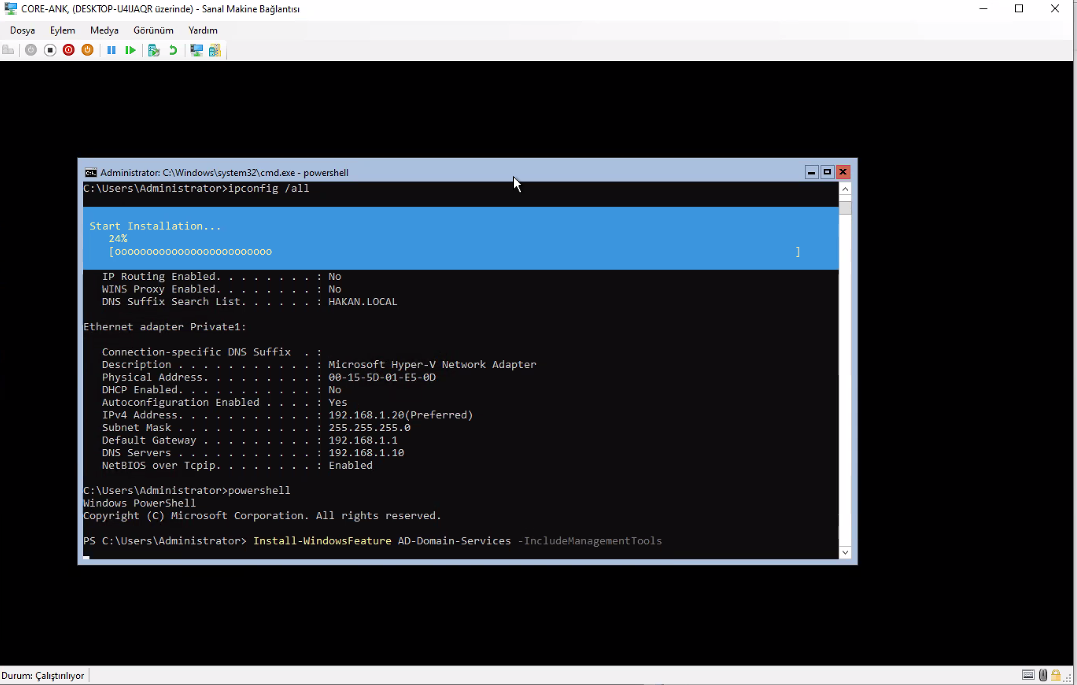 CORE-ANK, (DESKTOP-U4UAQR üzerinde) - Sanal Makine Bağlantısı
Dosya Eylem Medya Görünüm Yardım
Administrator: C:\Windows\system32\cmd.exe - powershell
C:\Users\Administrator>ipconfig /all
Start Installation...
24%
[ooooooooooooooooooooooooo ]
IP Routing Enabled. . . . . . . . : No
WINS Proxy Enabled. . . . . . . . : No
DNS Suffix Search List. . . . . . : HAKAN.LOCAL
Ethernet adapter Private1:
Connection-specific DNS Suffix . :
Description . . . . . . . . . . . : Microsoft Hyper-V Network Adapter
Physical Address. . . . . . . . . : 00-15-5D-01-E5-0D
DHCP Enabled. . . . . . . . . . . : No
Autoconfiguration Enabled . . . . : Yes
IPv4 Address. . . . . . . . . . . : 192.168.1.20(Preferred)
Subnet Mask . . . . . . . . . . . : 255.255.255.0
Default Gateway . . . . . . . . . : 192.168.1.1
DNS Servers . . . . . . . . . . . : 192.168.1.10
NetBIOS over Tcpip. . . . . . . . : Enabled
C:\Users\Administrator>powershell
Windows PowerShell
Copyright (C) Microsoft Corporation. All rights reserved.
PS C:\Users\Administrator> Install-WindowsFeature AD-Domain-Services -IncludeManagementTools
Durum: Çalıştırılıyor